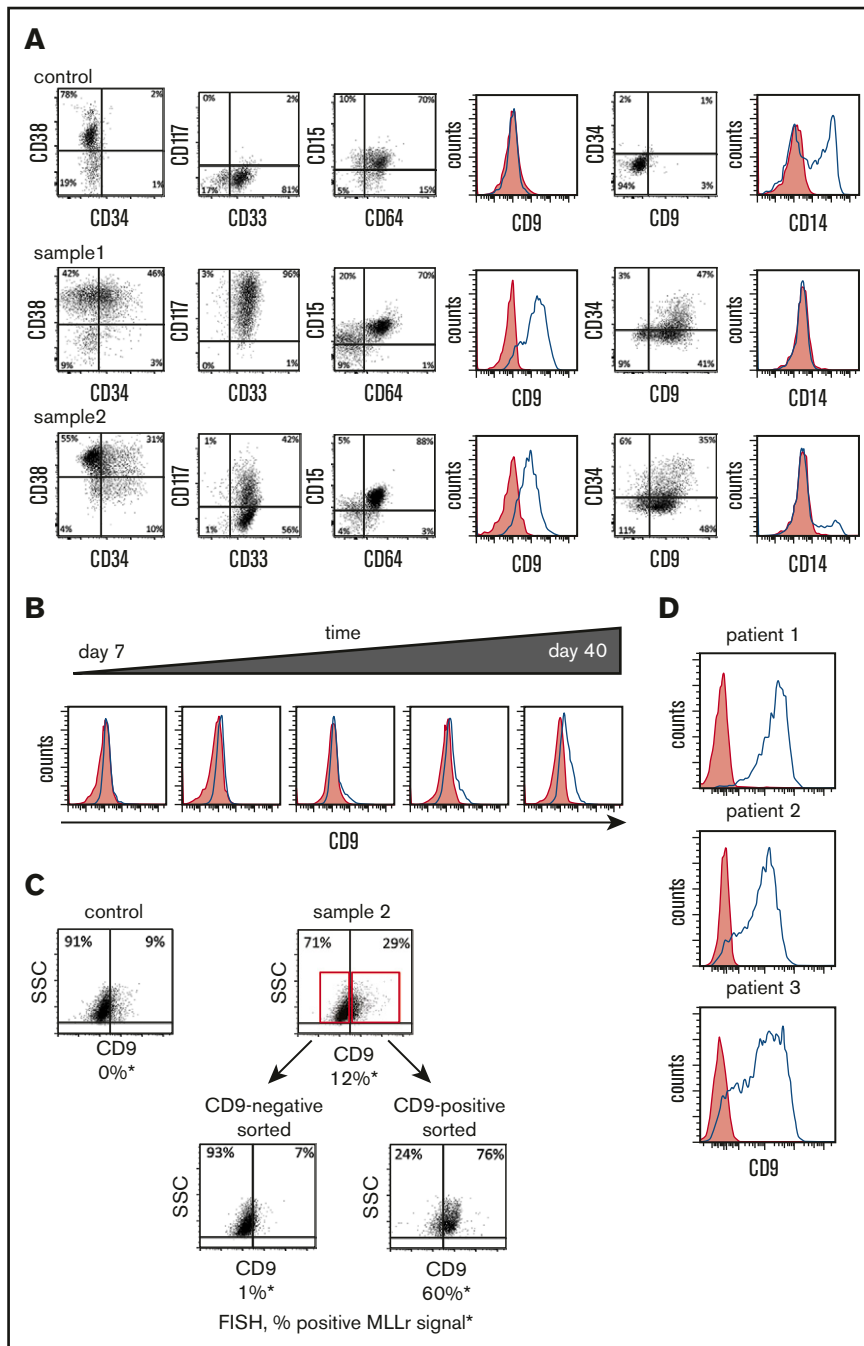 A
control
CD38 78% 2% 19% 1% CD34
CD117 0% 2% 17% 81% CD33
CD15 10% 70% 5% 15% CD64
counts CD9
CD34 2% 1% 94% 3% CD9
counts CD14
sample1
CD38 42% 46% 9% 3% CD34
CD117 3% 96% 0% 1% CD33
CD15 20% 70% 9% 1% CD64
counts CD9
CD34 3% 47% 9% 41% CD9
counts CD14
sample2
CD38 55% 31% 4% 10% CD34
CD117 1% 42% 1% 56% CD33
CD15 5% 88% 4% 3% CD64
counts CD9
CD34 6% 35% 11% 48% CD9
counts CD14
B
time
day 7
day 40
counts
CD9
C
control
91% 9%
SSC
CD9
0%*
sample 2
71% 29%
SSC
CD9
12%*
CD9-negative
sorted
93% 7%
SSC
CD9
1%*
CD9-positive
sorted
24% 76%
SSC
CD9
60%*
FISH, % positive MLLr signal*
D
patient 1
counts
patient 2
counts
patient 3
counts
CD9